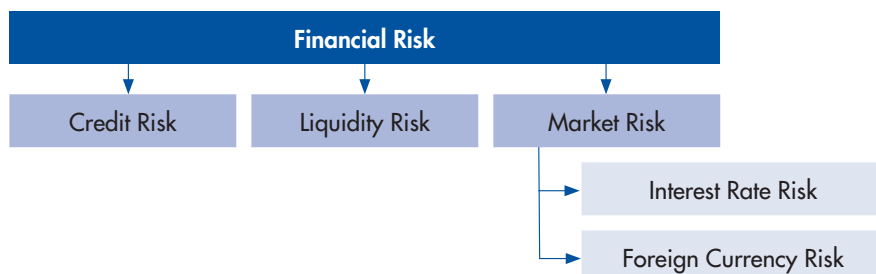 Financial Risk
Credit Risk
Liquidity Risk
Market Risk
Interest Rate Risk
Foreign Currency Risk